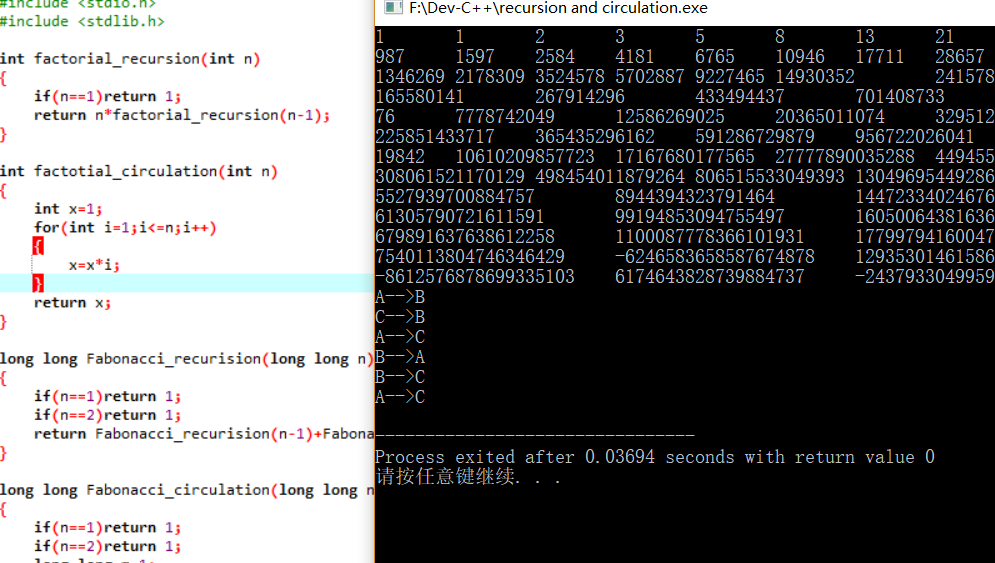 #include <stdio.h>
#include <stdlib.h>
int factorial_recursion(int n)
{
if(n==1)return 1;
return n*factorial_recursion(n-1);
}
int factotial_circulation(int n)
{
int x=1;
for(int i=1;i<=n;i++)
{
x=x*i;
}
return x;
}
long long Fabonacci_recurision(long long n)
{
if(n==1)return 1;
if(n==2)return 1;
return Fabonacci_recurision(n-1)+Fabona
}
long long Fabonacci_circulation(long long n
{
if(n==1)return 1;
if(n==2)return 1;
F:\Dev-C++\recursion and circulation.exe
1 1 2 3 5 8 13 21
987 1597 2584 4181 6765 10946 17711 28657
1346269 2178309 3524578 5702887 9227465 14930352 241578
165580141 267914296 433494437 701408733
76 7778742049 12586269025 20365011074 329512
225851433717 365435296162 591286729879 956722026041
19842 10610209857723 17167680177565 27777890035288 449455
308061521170129 498454011879264 806515533049393 13049695449286
5527939700884757 8944394323791464 14472334024676
61305790721611591 99194853094755497 16050064381636
679891637638612258 1100087778366101931 17799794160047
7540113804746346429 -6246583658587674878 12935301461586
-8612576878699335103 6174643828739884737 -2437933049959
A-->B
C-->B
A-->C
B-->A
B-->C
A-->C
--------------------------------
Process exited after 0.03694 seconds with return value 0
请按任意键继续. . .